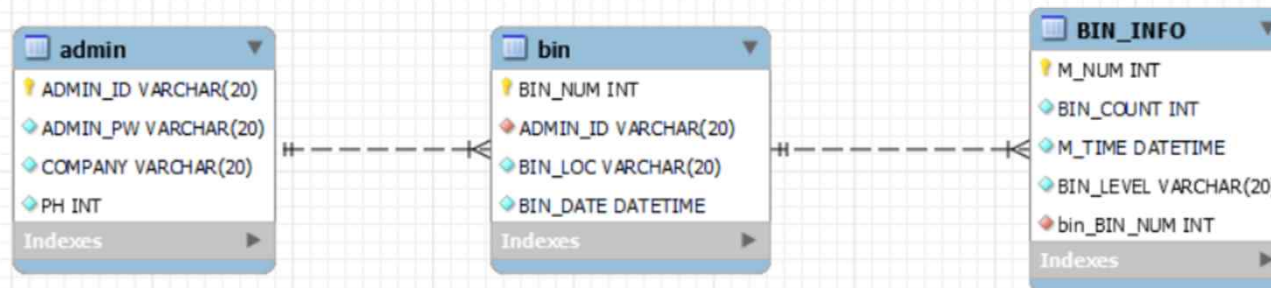 admin
ADMIN_ID VARCHAR(20)
ADMIN_PW VARCHAR(20)
COMPANY VARCHAR(20)
PH INT
Indexes
bin
BIN_NUM INT
ADMIN_ID VARCHAR(20)
BIN_LOC VARCHAR(20)
BIN_DATE DATETIME
Indexes
BIN_INFO
M_NUM INT
BIN_COUNT INT
M_TIME DATETIME
BIN_LEVEL VARCHAR(20)
bin_BIN_NUM INT
Indexes